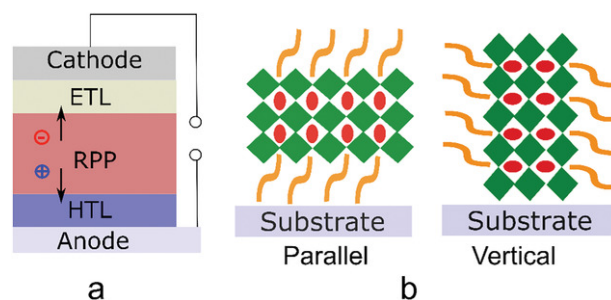 Cathode
ETL
RPP
HTL
Anode
a
Substrate
Parallel
Substrate
Vertical
b